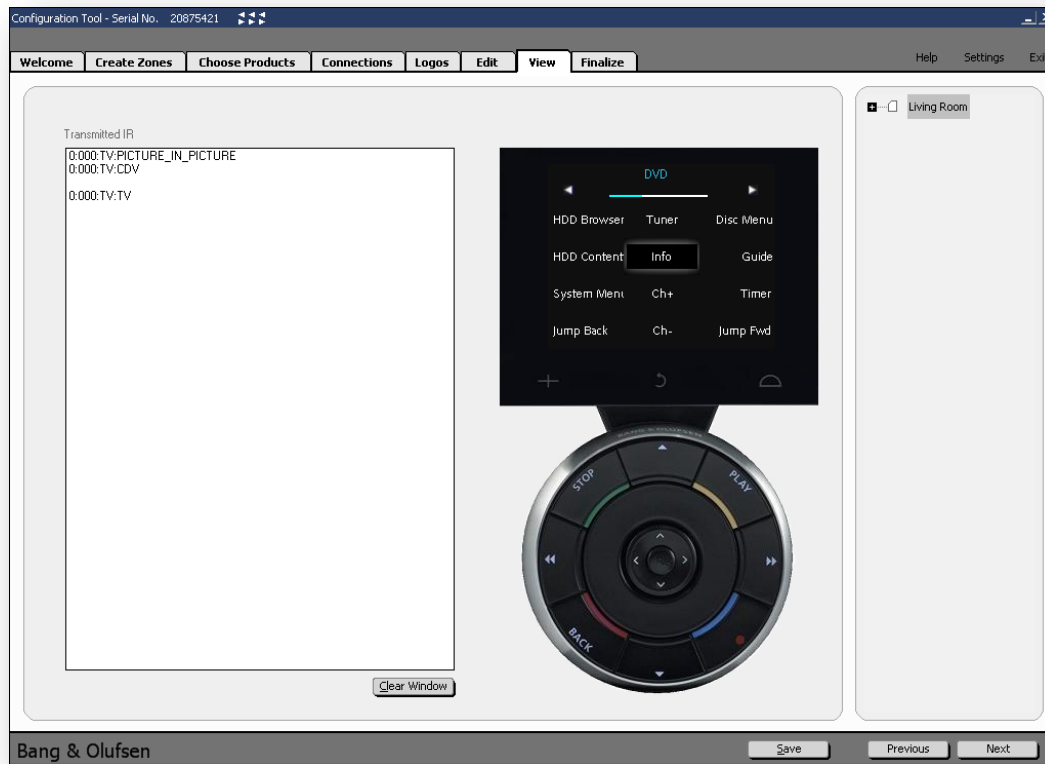 Configuration Tool - Serial No. 20875421
Welcome Create Zones Choose Products Connections Logos Edit View Finalize
Help Settings Exi
Transmitted IR
0:000:TV:PICTURE_IN_PICTURE
0:000:TV:CDV
0:000:TV:TV
Clear Window
DVD
HDD Browser Tuner Disc Menu
HDD Content Info Guide
System Menu Ch+ Timer
Jump Back Ch- Jump Fwd
BANG & OLUFSEN
STOP PLAY
BACK
Living Room
Bang & Olufsen
Save Previous Next